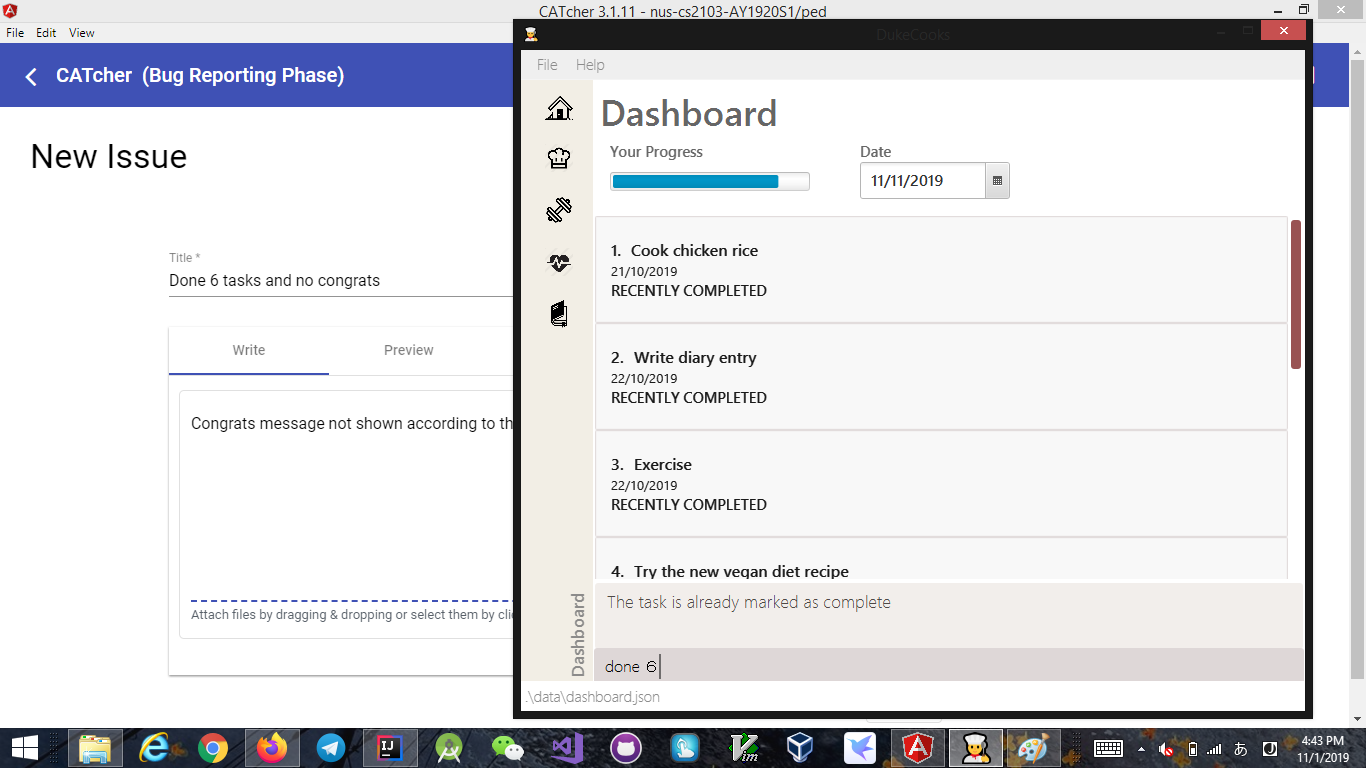 CATcher 3.1.11 - nus-cs2103-AY1920S1/ped
File Edit View
CATcher (Bug Reporting Phase)
New Issue
Title *
Done 6 tasks and no congrats
Write Preview
Congrats message not shown according to th
Attach files by dragging & dropping or select them by clic
DukeCooks
File Help
Dashboard
Your Progress
Date
11/11/2019
1. Cook chicken rice
21/10/2019
RECENTLY COMPLETED
2. Write diary entry
22/10/2019
RECENTLY COMPLETED
3. Exercise
22/10/2019
RECENTLY COMPLETED
4. Try the new vegan diet recipe
Dashboard
The task is already marked as complete
done 6
.\data\dashboard.json
あ
4:43 PM
11/1/2019